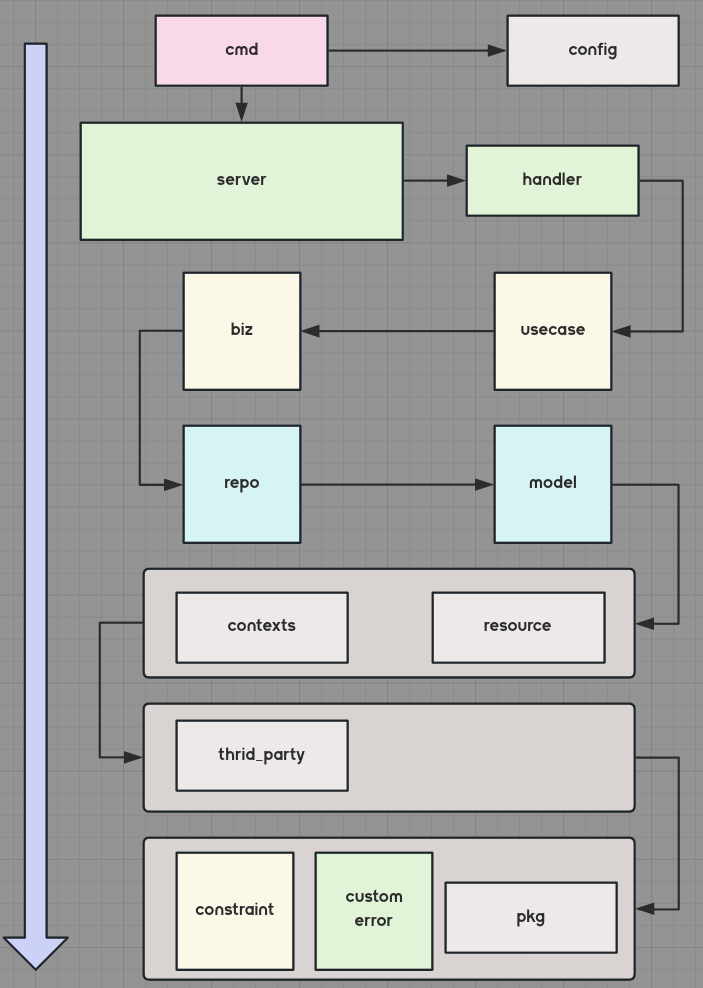 cmd
config
server
handler
biz
usecase
repo
model
contexts
resource
thrid_party
constraint
custom
error
pkg